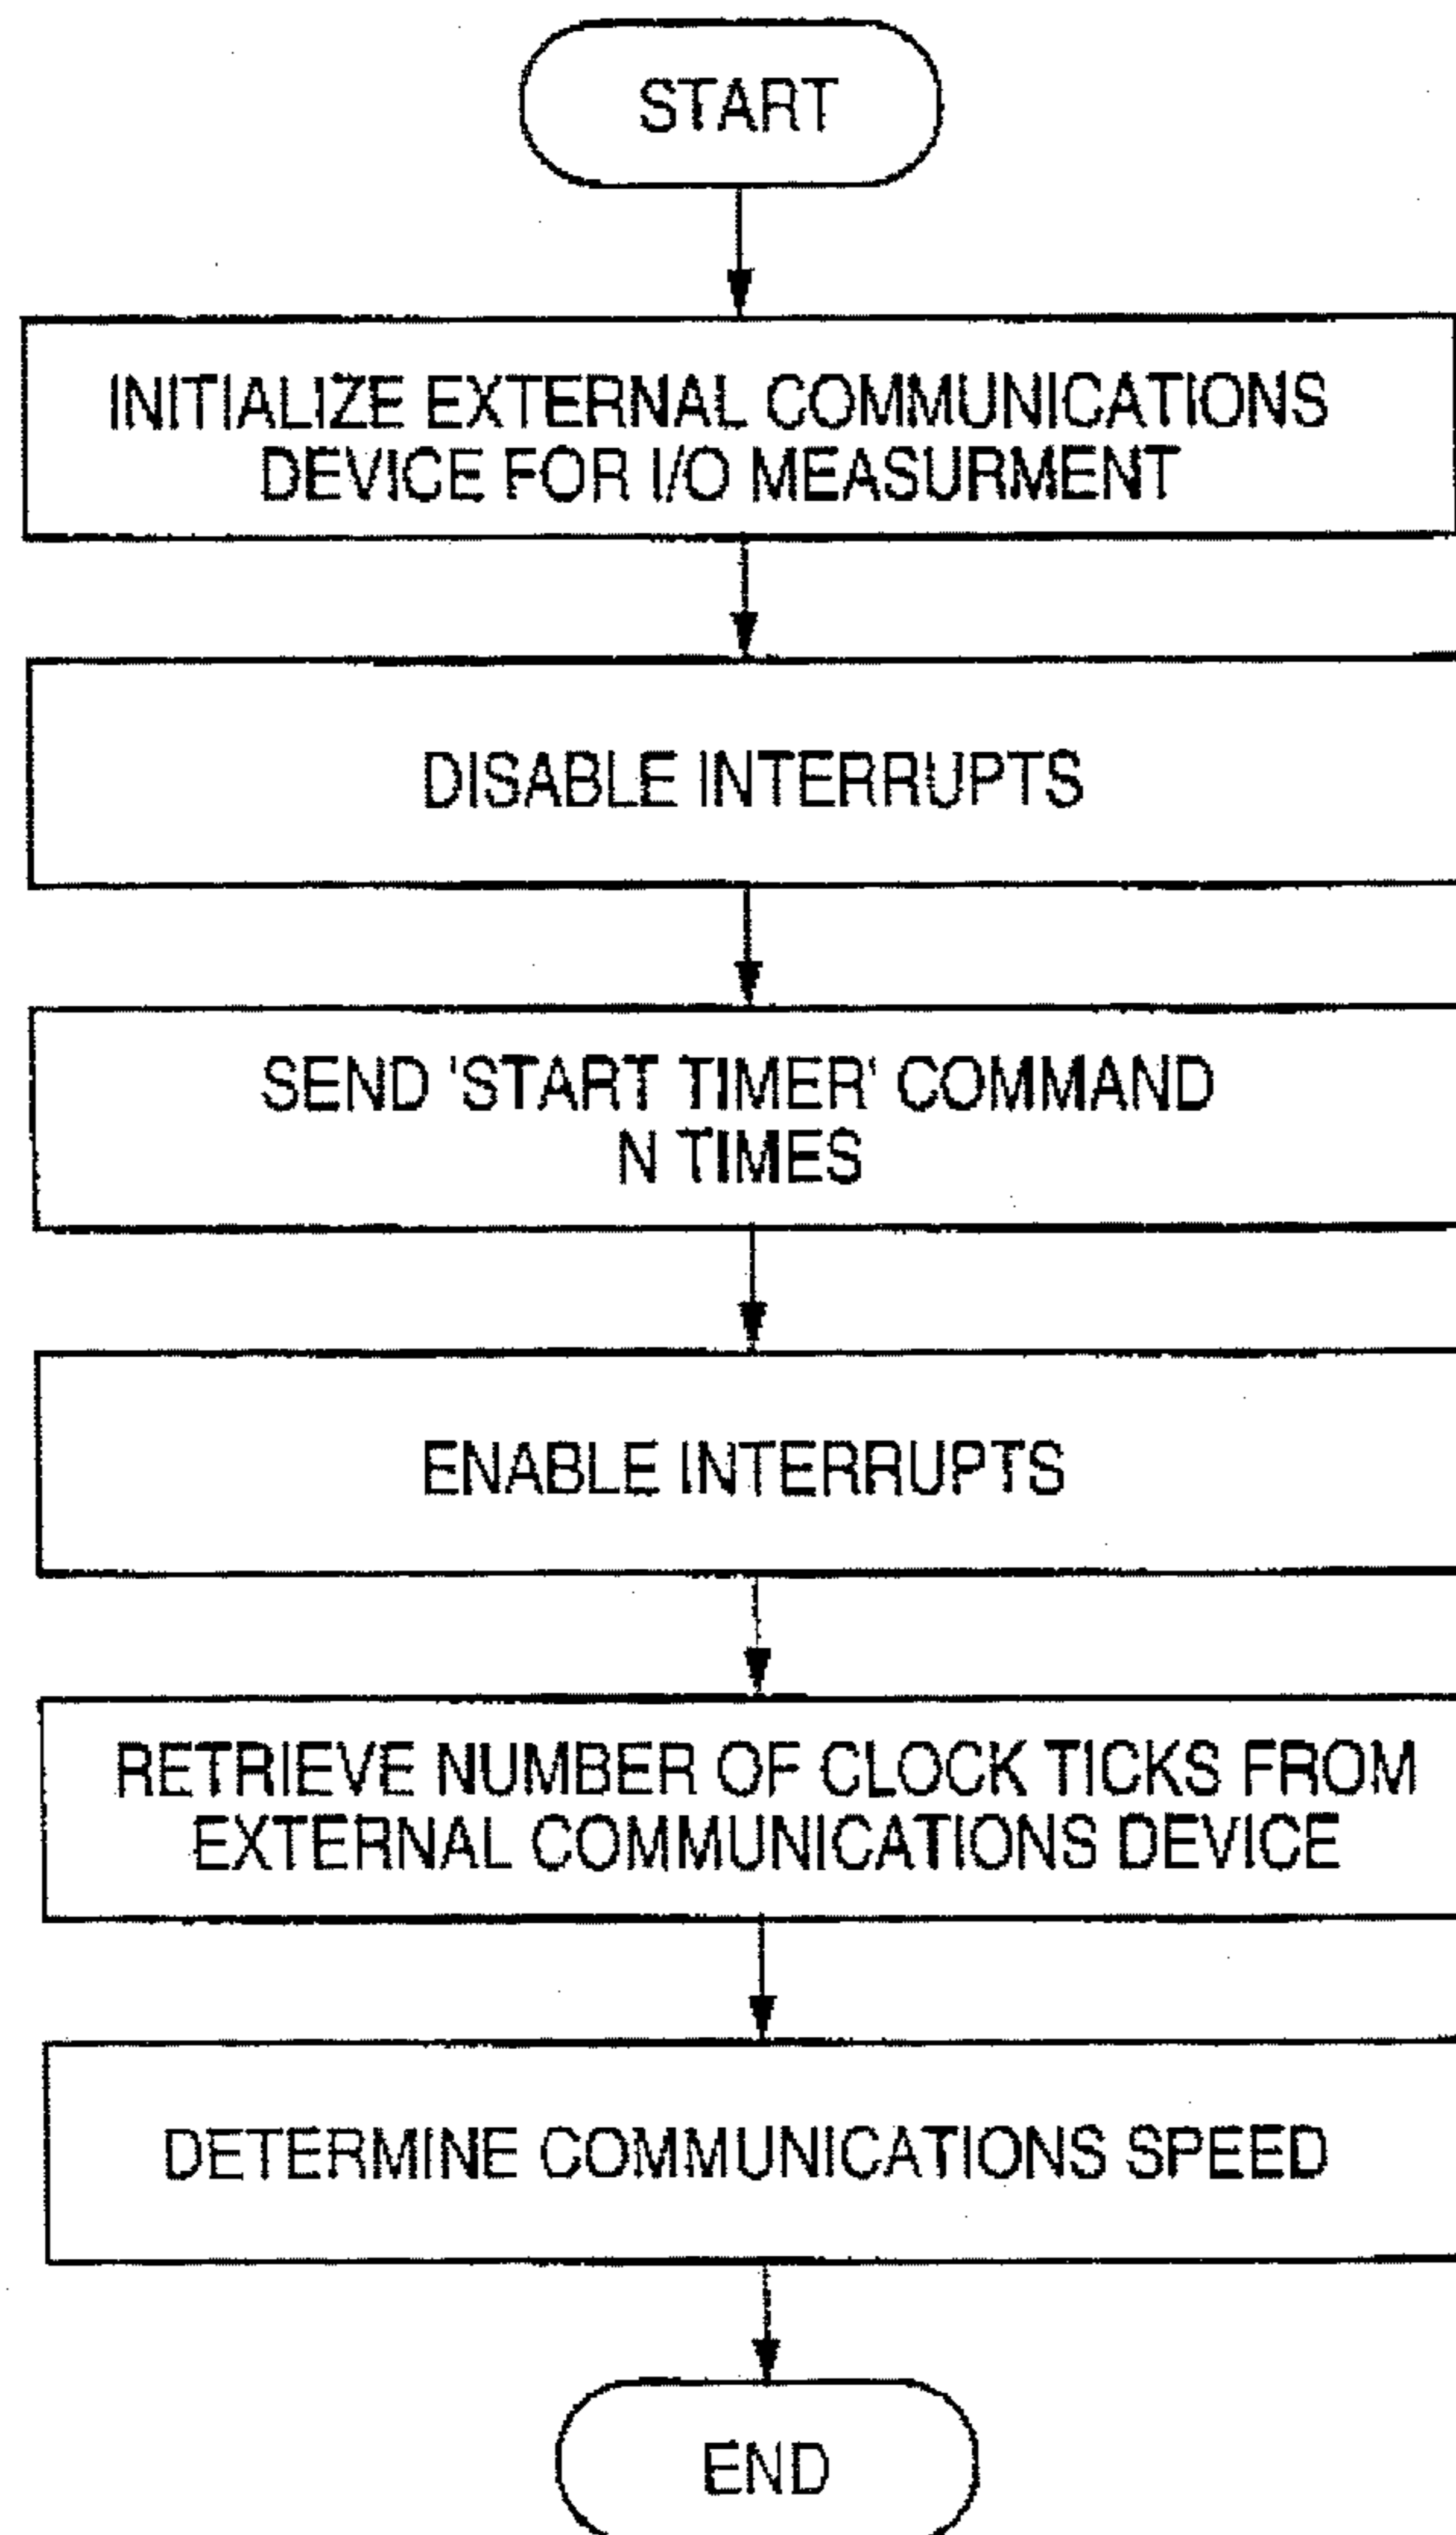 START
INITIALIZE EXTERNAL COMMUNICATIONS
DEVICE FOR I/O MEASURMENT
DISABLE INTERRUPTS
SEND 'START TIMER' COMMAND
N TIMES
ENABLE INTERRUPTS
RETRIEVE NUMBER OF CLOCK TICKS FROM
EXTERNAL COMMUNICATIONS DEVICE
DETERMINE COMMUNICATIONS SPEED
END